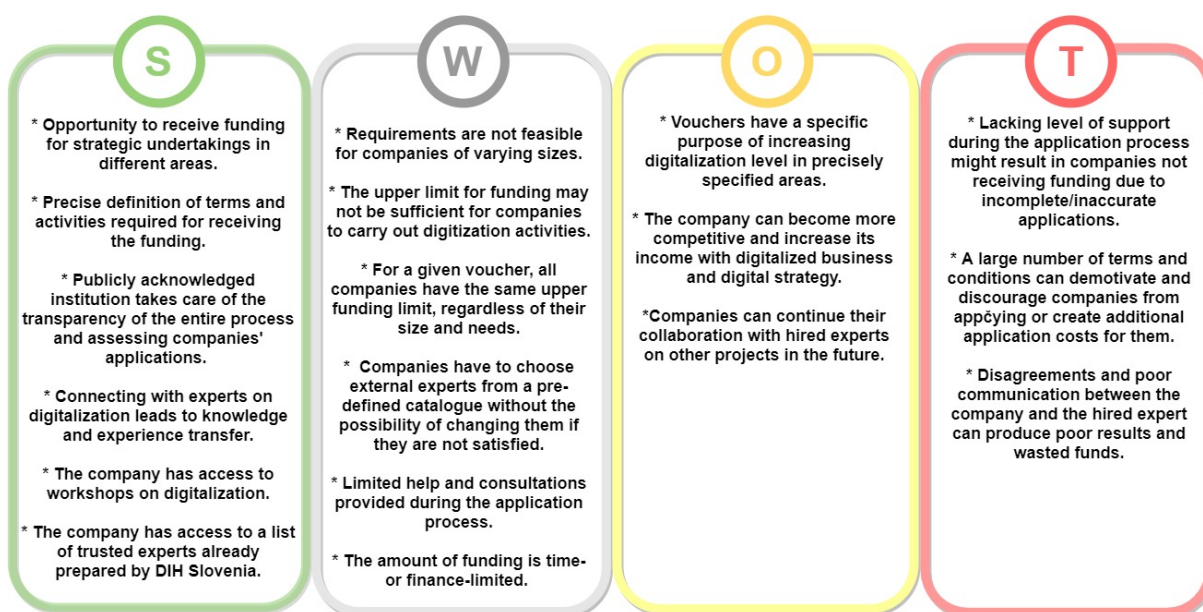 S
* Opportunity to receive funding
for strategic undertakings in
different areas.
* Precise definition of terms and
activities required for receiving
the funding.
* Publicly acknowledged
institution takes care of the
transparency of the entire process
and assessing companies'
applications.
* Connecting with experts on
digitalization leads to knowledge
and experience transfer.
* The company has access to
workshops on digitalization.
* The company has access to a list
of trusted experts already
prepared by DIH Slovenia.
W
* Requirements are not feasible
for companies of varying sizes.
* The upper limit for funding may
not be sufficient for companies
to carry out digitization activities.
* For a given voucher, all
companies have the same upper
funding limit, regardless of their
size and needs.
* Companies have to choose
external experts from a pre-
defined catalogue without the
possibility of changing them if
they are not satisfied.
* Limited help and consultations
provided during the application
process.
* The amount of funding is time-
or finance-limited.
O
* Vouchers have a specific
purpose of increasing
digitalization level in precisely
specified areas.
* The company can become more
competitive and increase its
income with digitalized business
and digital strategy.
*Companies can continue their
collaboration with hired experts
on other projects in the future.
T
* Lacking level of support
during the application process
might result in companies not
receiving funding due to
incomplete/inaccurate
applications.
* A large number of terms and
conditions can demotivate and
discourage companies from
appčying or create additional
application costs for them.
* Disagreements and poor
communication between the
company and the hired expert
can produce poor results and
wasted funds.